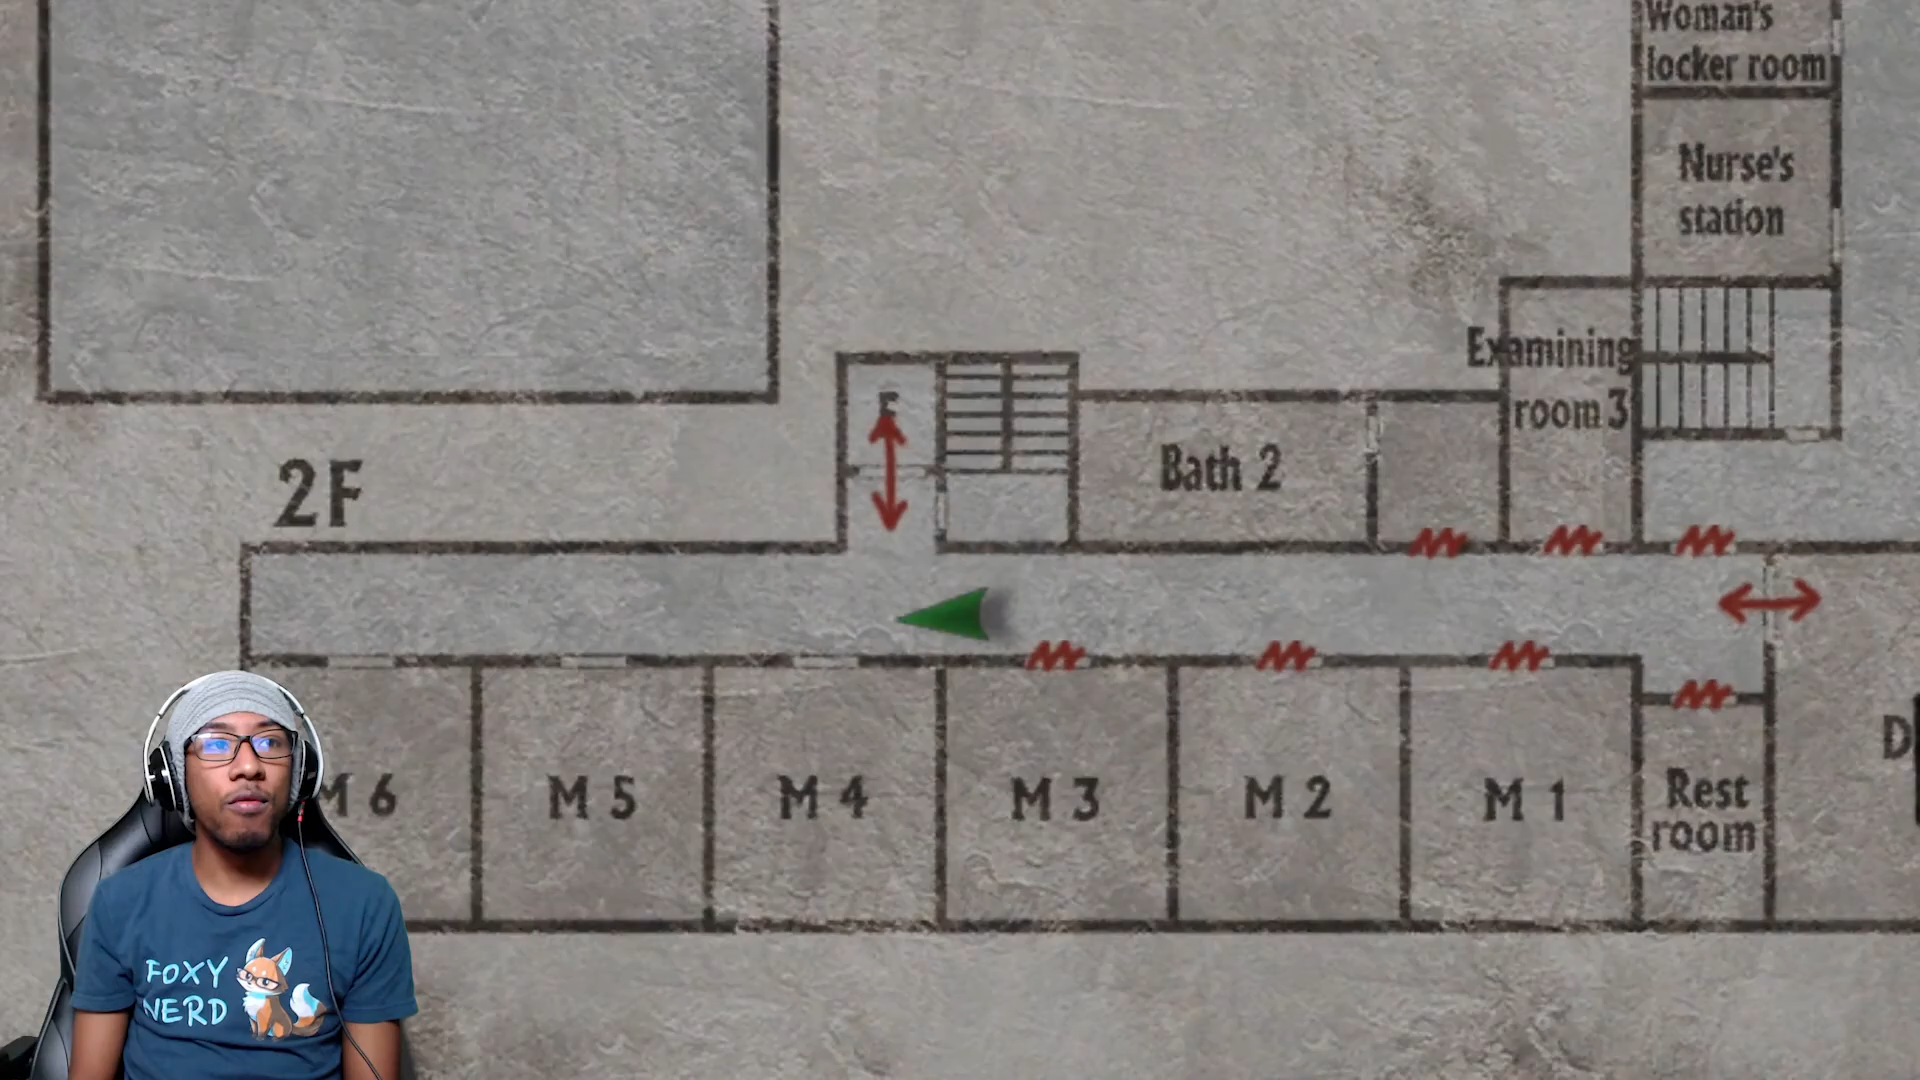 Woman's
locker room
Nurse's
station
Examining
room 3
E
Bath 2
2F
M 6
M 5
M 4
M 3
M 2
M 1
Rest
room
D
FOXY
NERD